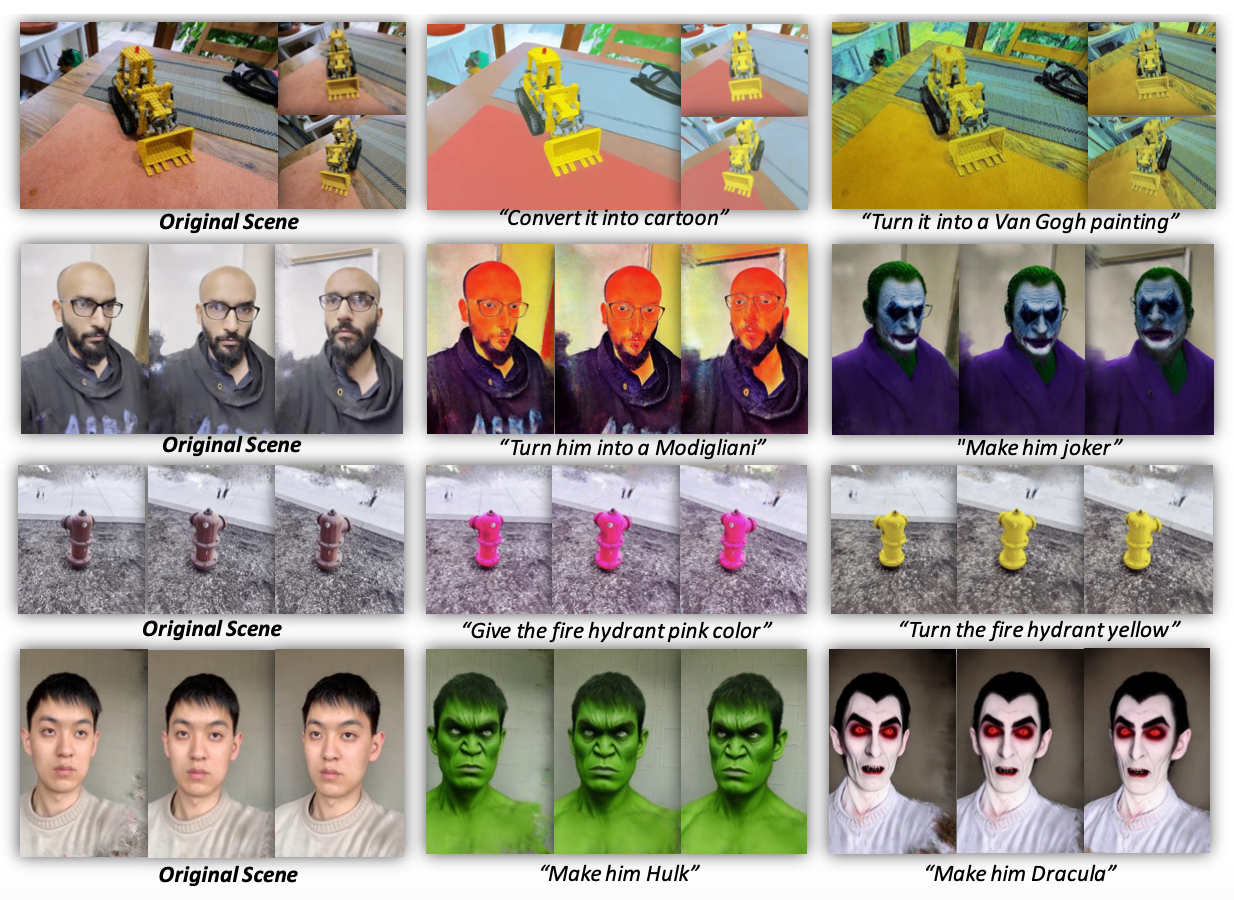 Original Scene
“Convert it into cartoon”
“Turn it into a Van Gogh painting”
Original Scene
“Turn him into a Modigliani”
"Make him joker”
Original Scene
“Give the fire hydrant pink color”
“Turn the fire hydrant yellow”
Original Scene
“Make him Hulk”
“Make him Dracula”